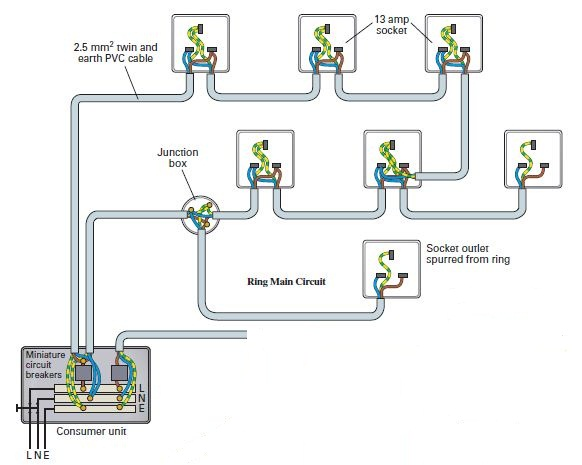 13 amp
socket
2.5 mm² twin and
earth PVC cable
Junction
box
Socket outlet
spurred from ring
Ring Main Circuit
Miniature
circuit
breakers
L
N
E
Consumer unit
L N E